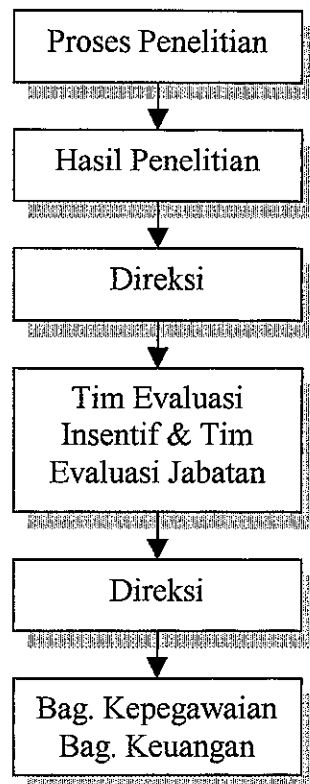 Proses Penelitian
Hasil Penelitian
Direksi
Tim Evaluasi
Insentif & Tim
Evaluasi Jabatan
Direksi
Bag. Kepegawaian
Bag. Keuangan